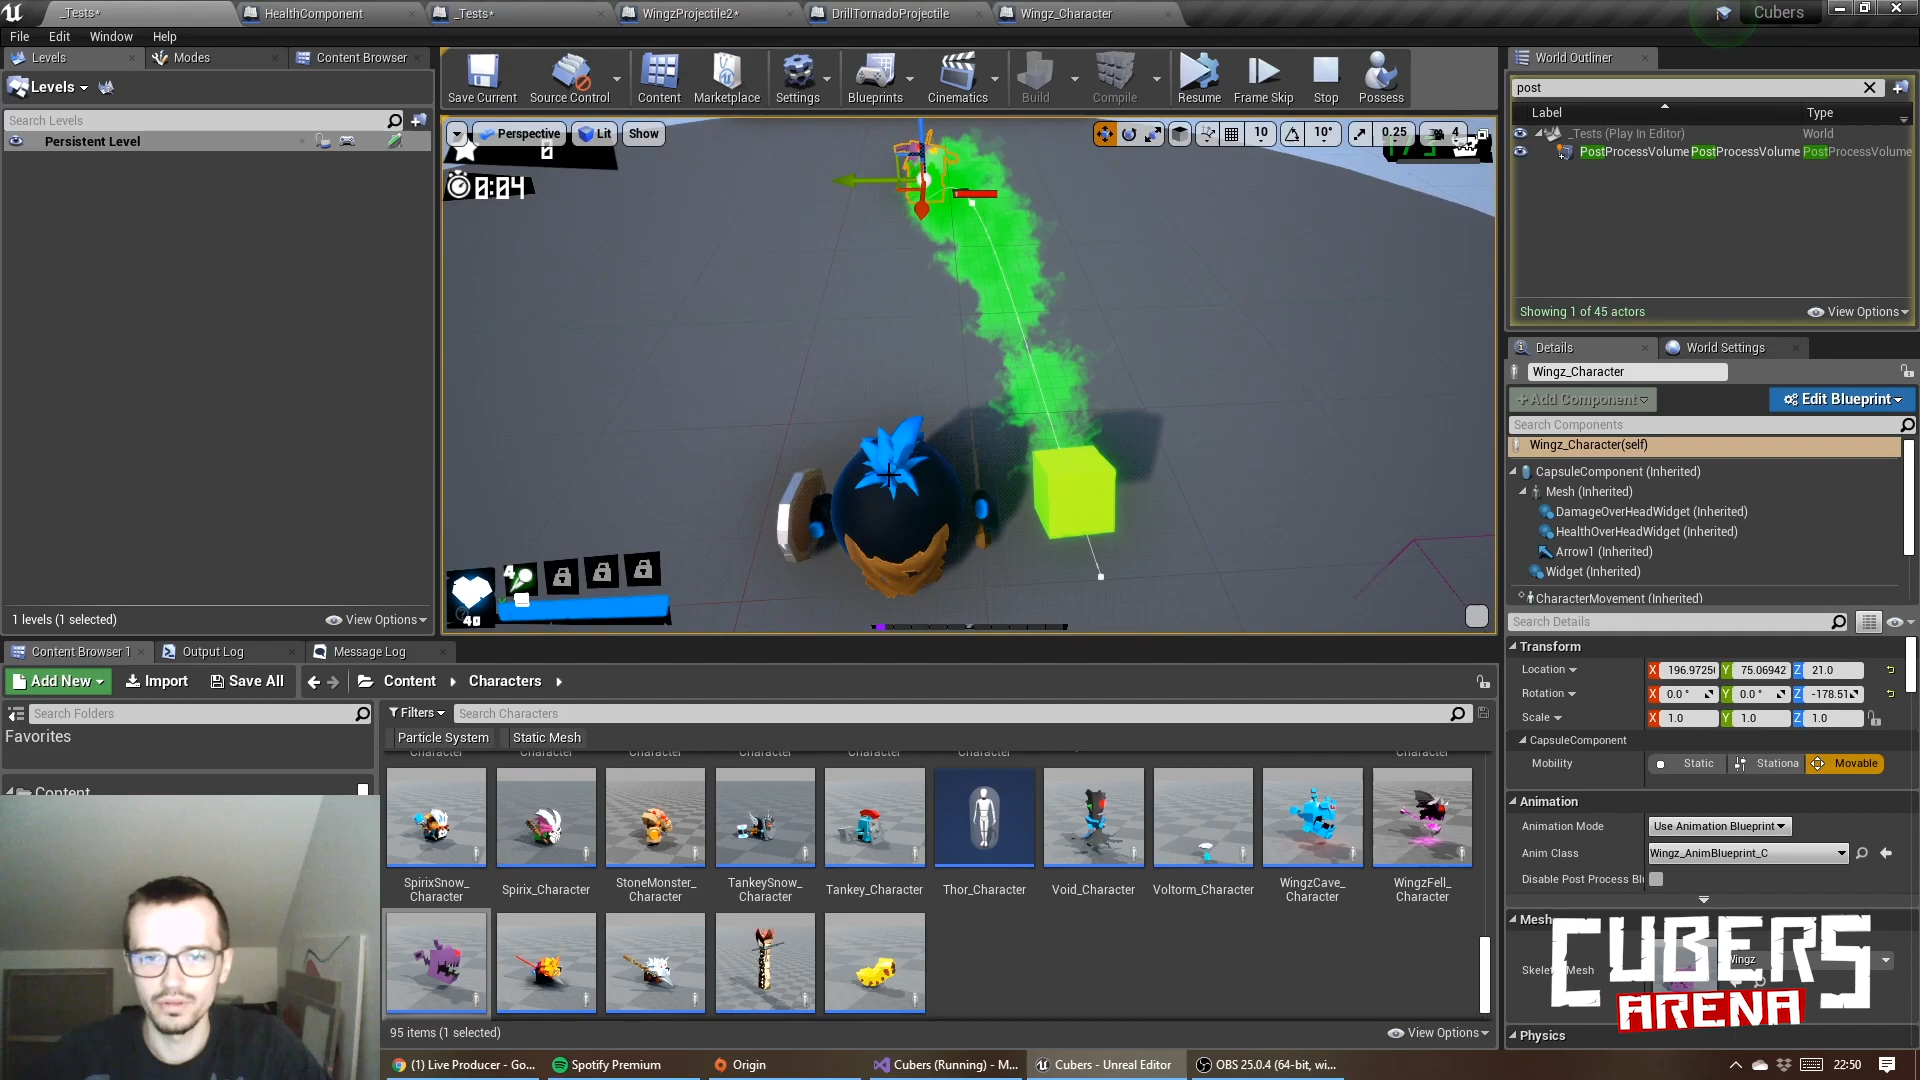 _Tests*
HealthComponent
_Tests*
WingzProjectile2*
DrillTornadoProjectile
Wingz_Character
Cubers
File Edit Window Help
Levels
Modes
Content Browser
Levels
Search Levels
Persistent Level
1 levels (1 selected)
View Options
Save Current
Source Control
Content
Marketplace
Settings
Blueprints
Cinematics
Build
Compile
Resume
Frame Skip
Stop
Possess
Perspective
Lit
Show
10
10°
0.25
4
0
0:04
4
40
World Outliner
post
Label
Type
_Tests (Play In Editor)
World
PostProcessVolume PostProcessVolume PostProcessVolume
Showing 1 of 45 actors
View Options
Details
World Settings
Wingz_Character
+Add Component
Edit Blueprint
Search Components
Wingz_Character(self)
CapsuleComponent (Inherited)
Mesh (Inherited)
DamageOverHeadWidget (Inherited)
HealthOverHeadWidget (Inherited)
Arrow1 (Inherited)
Widget (Inherited)
CharacterMovement (Inherited)
Search Details
Transform
Location X 196.9725 Y 75.06942 Z 21.0
Rotation X 0.0 ° Y 0.0 ° Z -178.51
Scale X 1.0 Y 1.0 Z 1.0
CapsuleComponent
Mobility Static Stationa Movable
Animation
Animation Mode Use Animation Blueprint
Anim Class Wingz_AnimBlueprint_C
Disable Post Process Bl
Mesh
Wingz
Physics
CUBERS
ARENA
Content Browser 1
Output Log
Message Log
Add New
Import
Save All
Content
Characters
Search Folders
Favorites
Content
Filters
Search Characters
Particle System
Static Mesh
Character Character Character Character Character Character Character
SpirixSnow_
Character
Spirix_Character
StoneMonster_
Character
TankeySnow_
Character
Tankey_Character
Thor_Character
Void_Character
Voltorm_Character
WingzCave_
Character
WingzFell_
Character
95 items (1 selected)
View Options
(1) Live Producer - Go...
Spotify Premium
Origin
Cubers (Running) - M...
Cubers - Unreal Editor
OBS 25.0.4 (64-bit, wi...
22:50